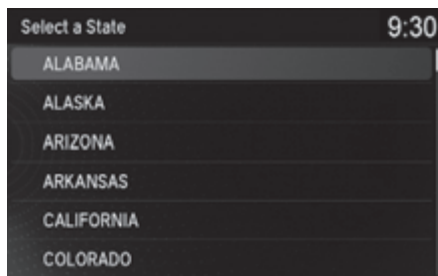 Select a State 9:30
ALABAMA
ALASKA
ARIZONA
ARKANSAS
CALIFORNIA
COLORADO